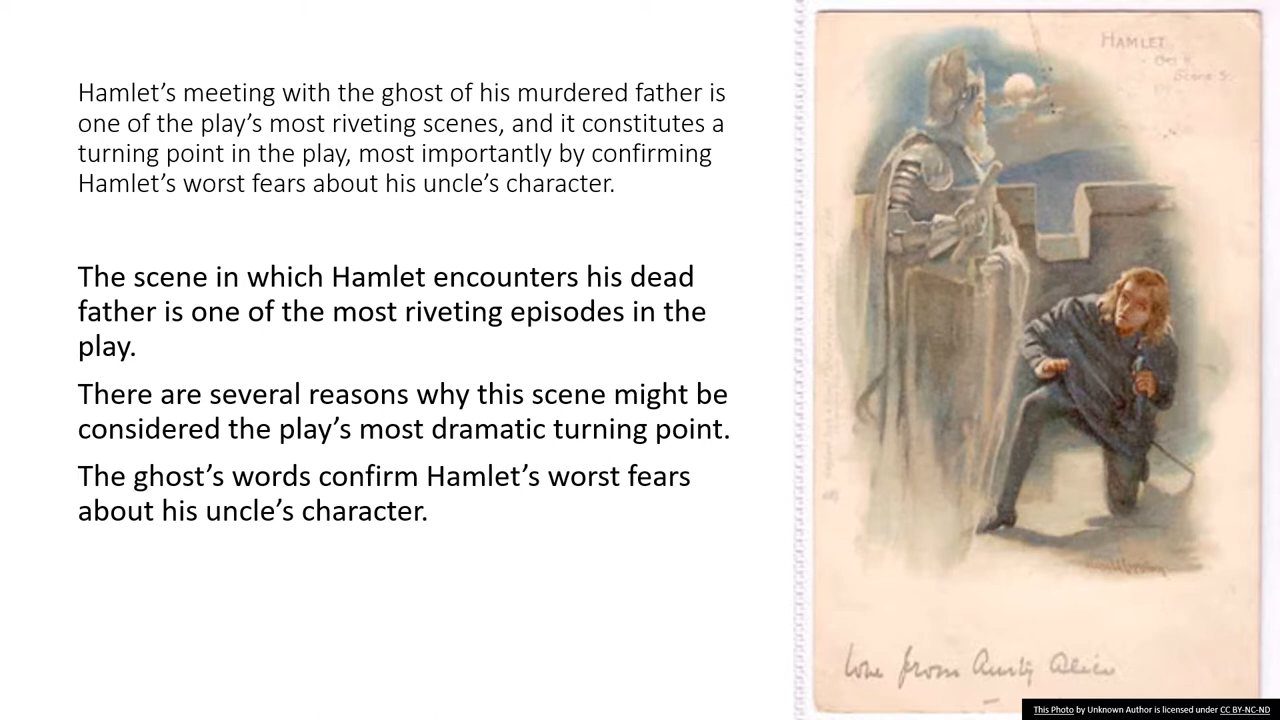 Hamlet’s meeting with the ghost of his murdered father is
one of the play’s most riveting scenes, and it constitutes a
turning point in the play, most importantly by confirming
Hamlet’s worst fears about his uncle’s character.
The scene in which Hamlet encounters his dead
father is one of the most riveting episodes in the
play.
There are several reasons why this scene might be
considered the play’s most dramatic turning point.
The ghost’s words confirm Hamlet’s worst fears
about his uncle’s character.
HAMLET
Scene
love from Aunty Alice
This Photo by Unknown Author is licensed under CC BY-NC-ND